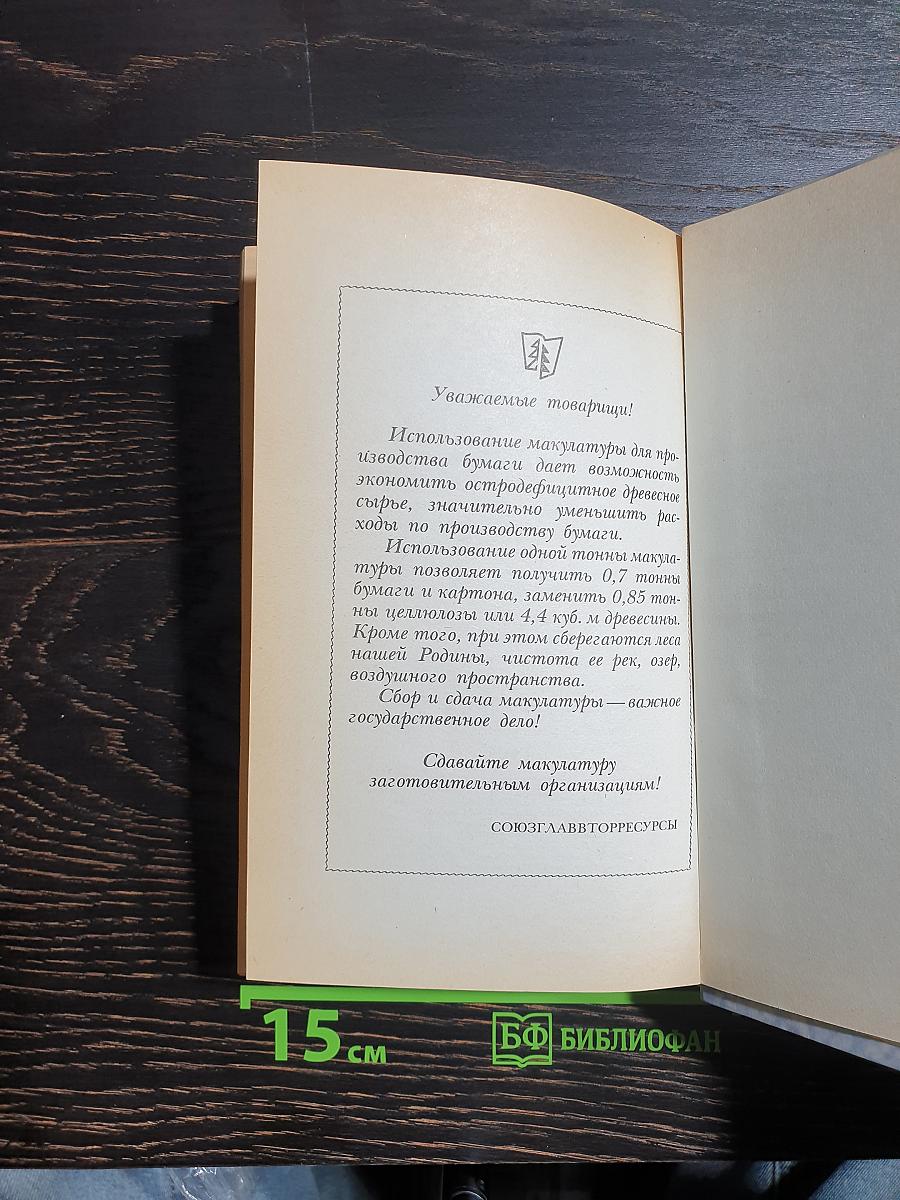 Уважаемые товарищи!
Использование макулатуры для про-
изводства бумаги дает возможность
экономить остродефицитное древесное
сырье, значительно уменьшить рас-
ходы по производству бумаги.
Использование одной тонны макула-
туры позволяет получить 0,7 тонны
бумаги и картона, заменить 0,85 тон-
ны целлюлозы или 4,4 куб. м древесины.
Кроме того, при этом сберегаются леса
нашей Родины, чистота ее рек, озер,
воздушного пространства.
Сбор и сдача макулатуры — важное
государственное дело!
Сдавайте макулатуру
заготовительным организациям!
СОЮЗГЛАВВТОРРЕСУРСЫ
15 см
БФ БИБЛИОФАН